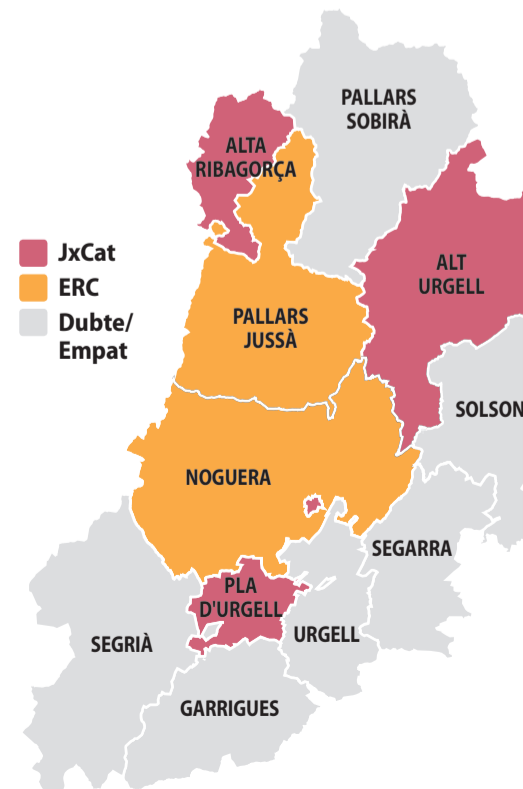 PALLARS
SOBIRÀ
ALTA
RIBAGORÇA
JxCat
ERC
Dubte/
Empat
ALT
URGELL
PALLARS
JUSSÀ
SOLSON
NOGUERA
SEGARRA
PLA
D'URGELL
URGELL
SEGRIÀ
GARRIGUES